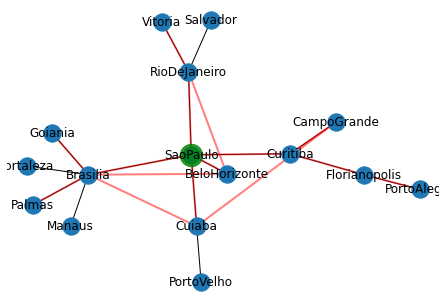 Vitoria
Salvador
RioDeJaneiro
CampoGrande
Goiania
SaoPaulo
Curitiba
ortaleza
Brasilia
BeloHorizonte
Florianopolis
PortoAleg
Palmas
Manaus
Cuiaba
PortoVelho